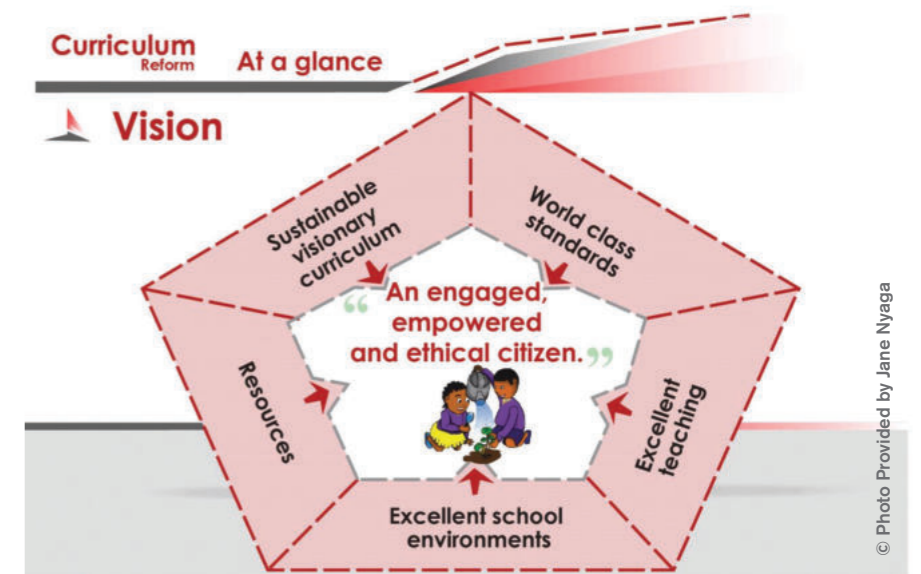 Curriculum
Reform
At a glance
Vision
Sustainable
visionary
curriculum
World class
standards
“ An engaged,
empowered
and ethical citizen.”
Resources
Excellent
teaching
Excellent school
environments
© Photo Provided by Jane Nyaga